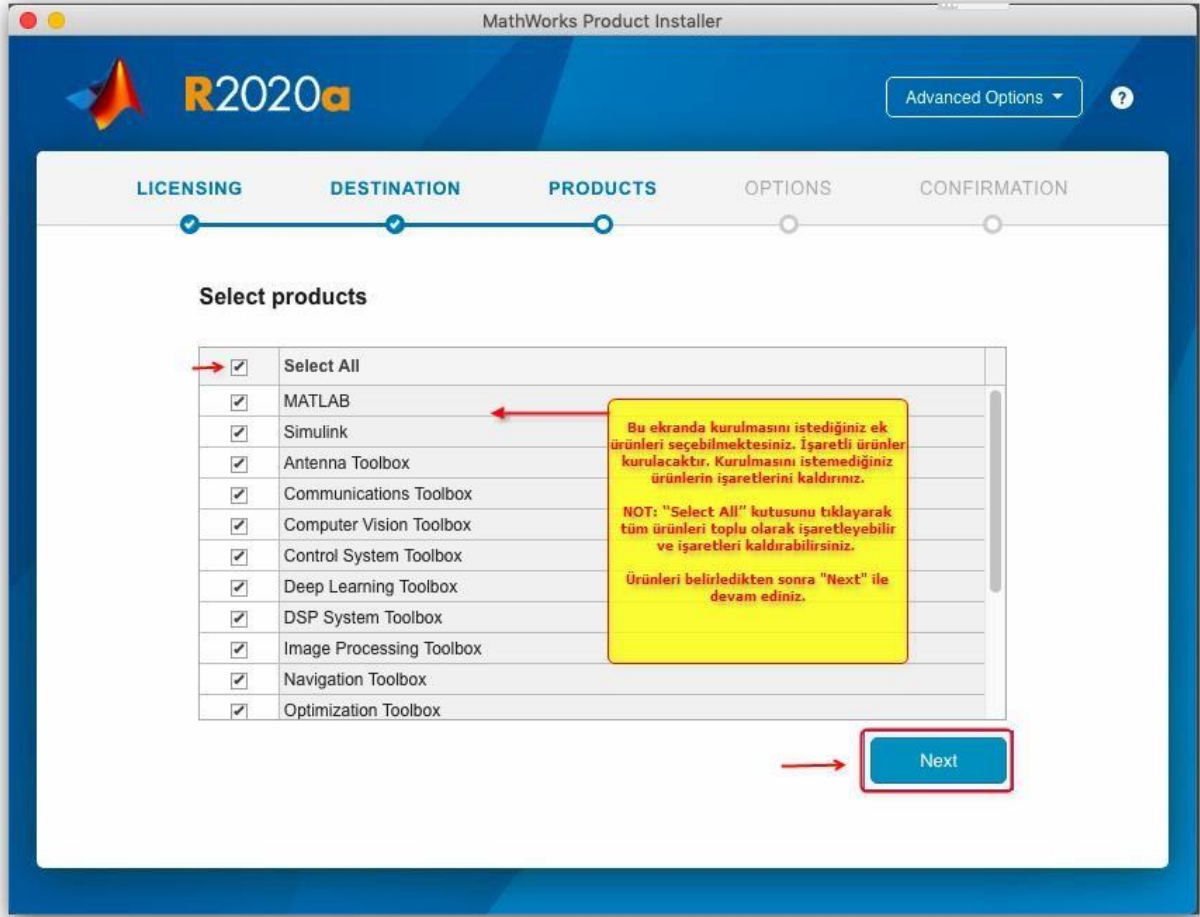 MathWorks Product Installer
R2020a
Advanced Options
?
LICENSING
DESTINATION
PRODUCTS
OPTIONS
CONFIRMATION
Select products
Select All
MATLAB
Simulink
Antenna Toolbox
Communications Toolbox
Computer Vision Toolbox
Control System Toolbox
Deep Learning Toolbox
DSP System Toolbox
Image Processing Toolbox
Navigation Toolbox
Optimization Toolbox
Bu ekranda kurulmasını istediğiniz ek
ürünleri seçebilmektesiniz. İşaretli ürünler
kurulacaktır. Kurulmasını istemediğiniz
ürünlerin işaretlerini kaldırınız.
NOT: “Select All” kutusunu tıklayarak
tüm ürünleri toplu olarak işaretleyebilir
ve işaretleri kaldırabilirsiniz.
Ürünleri belirledikten sonra "Next" ile
devam ediniz.
Next